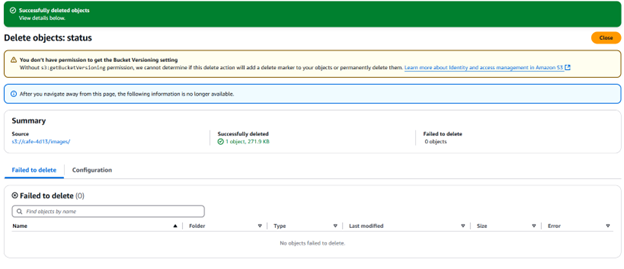 Successfully deleted objects
View details below.
Delete objects: status
Close
You don't have permission to get the Bucket Versioning setting
Without s3:getBucketVersioning permission, we cannot determine if this delete action will add a delete marker to your objects or permanently delete them. Learn more about Identity and access management in Amazon S3
After you navigate away from this page, the following information is no longer available.
Summary
Source
s3://cafe-4d13/images/
Successfully deleted
1 object, 271.9 KB
Failed to delete
0 objects
Failed to delete
Configuration
Failed to delete (0)
Find objects by name
Name
Folder
Type
Last modified
Size
Error
No objects failed to delete.